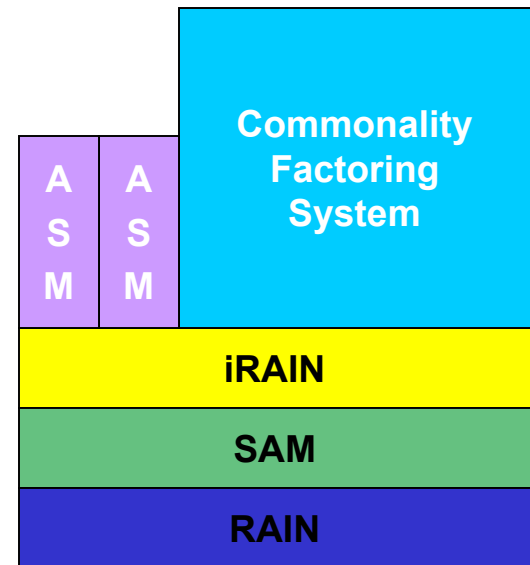 Commonality
Factoring
System
A
S
M
A
S
M
iRAIN
SAM
RAIN